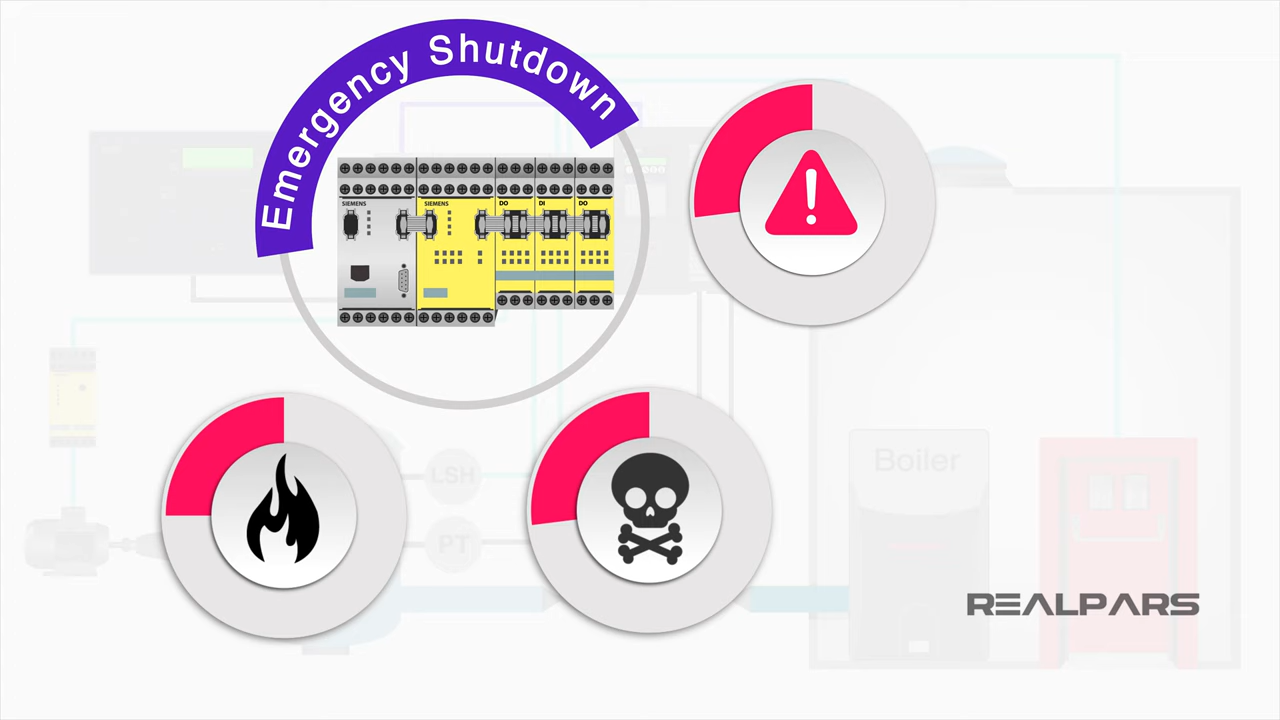 Emergency Shutdown
SIEMENS
SIEMENS
DO
DI
DO
LSH
PT
Boiler
REALPARS